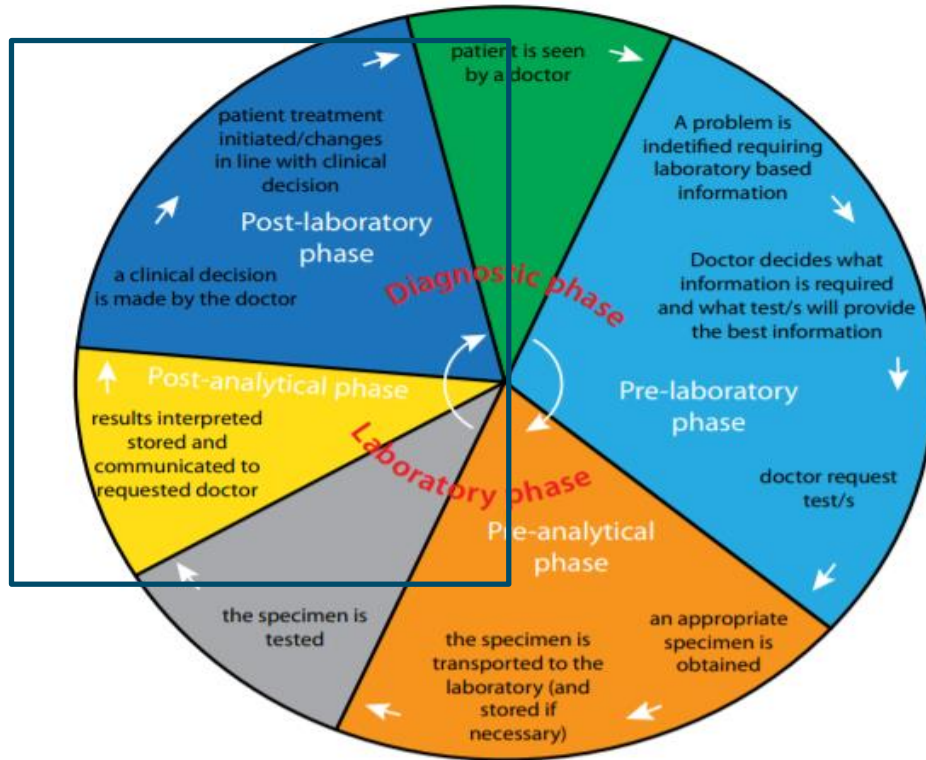 patient is seen
by a doctor
A problem is
indetified requiring
laboratory based
information
Doctor decides what
information is required
and what test/s will provide
the best information
Pre-laboratory
phase
doctor request
test/s
an appropriate
specimen is
obtained
Pre-analytical
phase
the specimen is
transported to the
laboratory (and
stored if
necessary)
the specimen is
tested
Post-analytical phase
results interpreted
stored and
communicated to
requested doctor
a clinical decision
is made by the doctor
Post-laboratory
phase
patient treatment
initiated/changes
in line with clinical
decision
Diagnostic phase
Laboratory phase